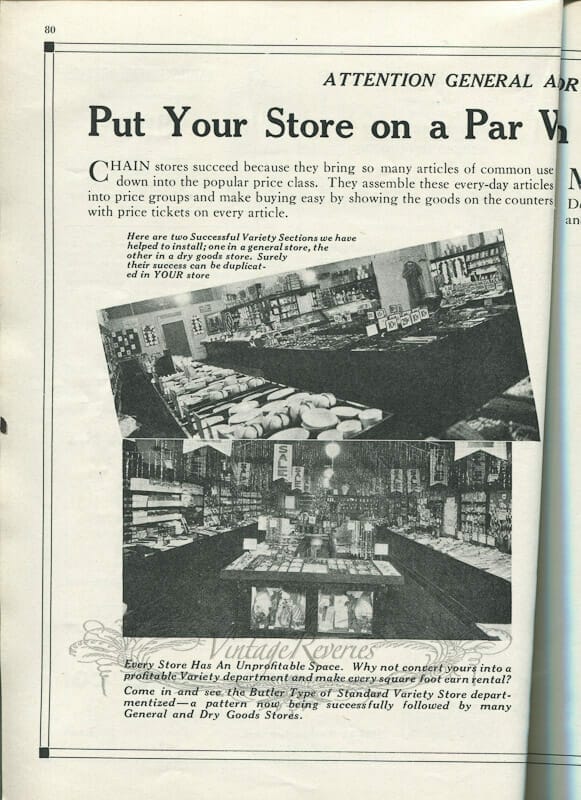 80
ATTENTION GENERAL
Put Your Store on a Par
CHAIN stores succeed because they bring so many articles of common use
down into the popular price class. They assemble these every-day articles
into price groups and make buying easy by showing the goods on the counters
with price tickets on every article.
Here are two Successful Variety Sections we have
helped to install; one in a general store, the
other in a dry goods store. Surely
their success can be duplicat-
ed in YOUR store
SALE
SALE
Vintage Reveries
Every Store Has An Unprofitable Space. Why not convert yours into a
profitable Variety department and make every square foot earn rental?
Come in and see the Butler Type of Standard Variety Store depart-
mentized—a pattern now being successfully followed by many
General and Dry Goods Stores.